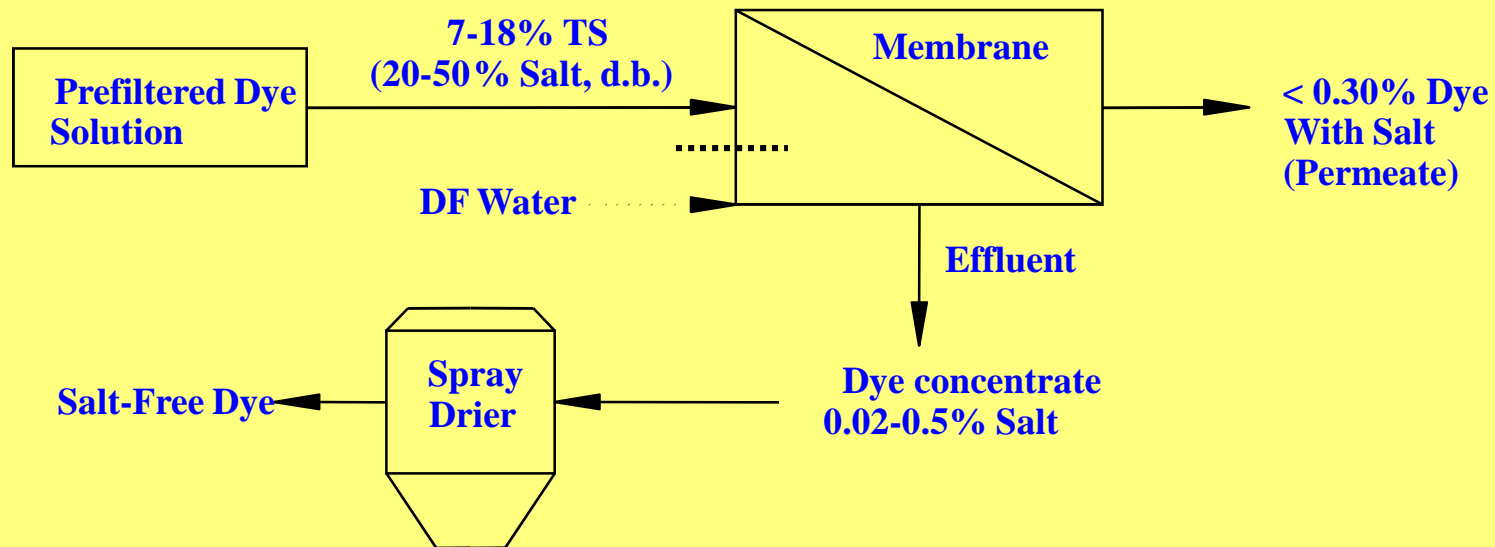 7-18% TS
(20-50% Salt, d.b.)
Membrane
Prefiltered Dye
Solution
< 0.30% Dye
With Salt
(Permeate)
DF Water
Effluent
Spray
Drier
Salt-Free Dye
Dye concentrate
0.02-0.5% Salt